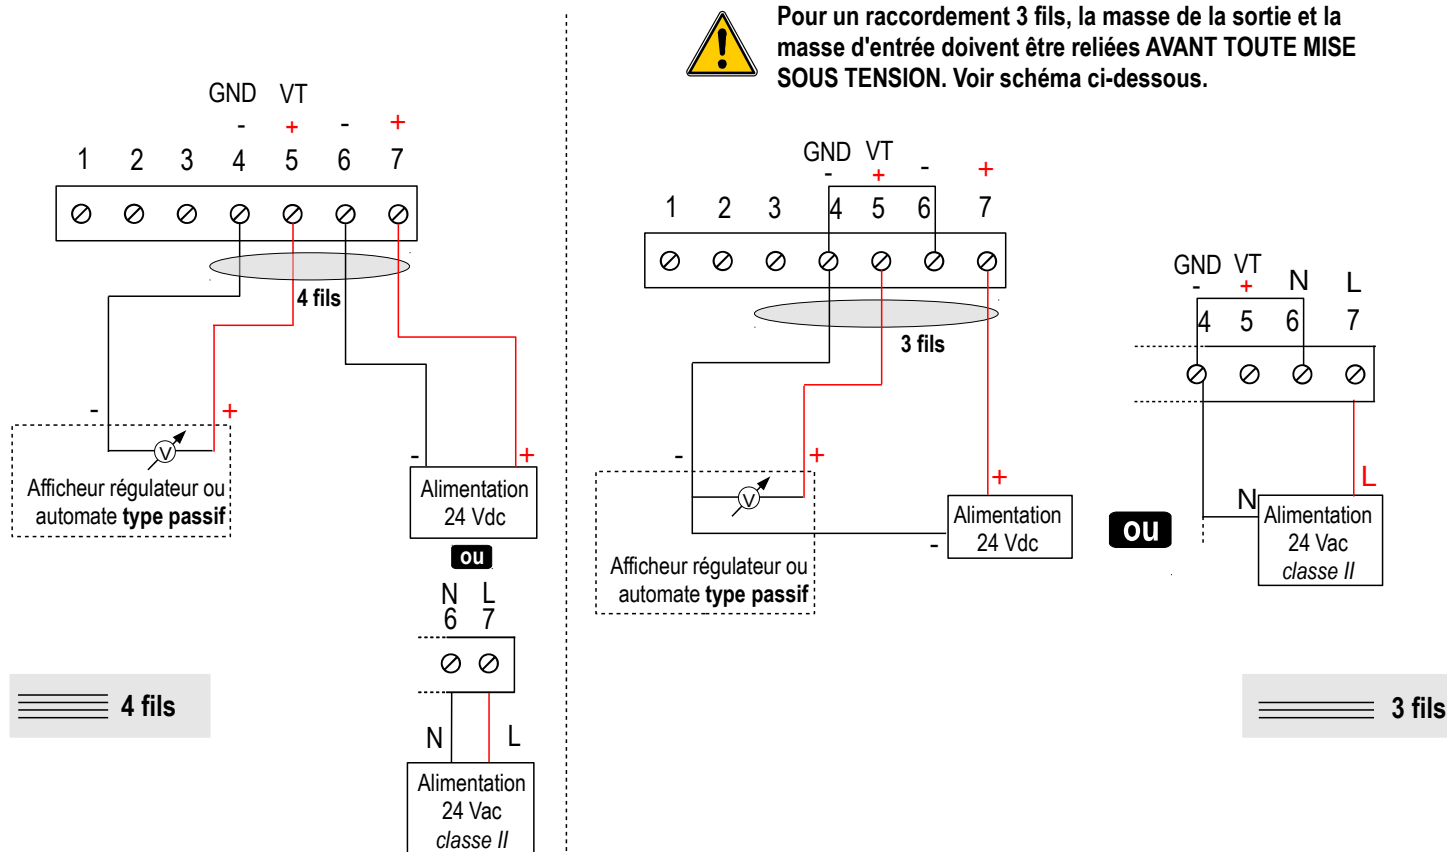 Pour un raccordement 3 fils, la masse de la sortie et la
masse d'entrée doivent être reliées AVANT TOUTE MISE
SOUS TENSION. Voir schéma ci-dessous.
GND VT
- + - +
1 2 3 4 5 6 7
4 fils
- +
Afficheur régulateur ou
automate type passif
- +
Alimentation
24 Vdc
ou
N L
6 7
N L
Alimentation
24 Vac
classe II
4 fils
GND VT
- + - +
1 2 3 4 5 6 7
3 fils
- +
V
Afficheur régulateur ou
automate type passif
+
-
Alimentation
24 Vdc
ou
GND VT N L
- +
4 5 6 7
N L
Alimentation
24 Vac
classe II
3 fils